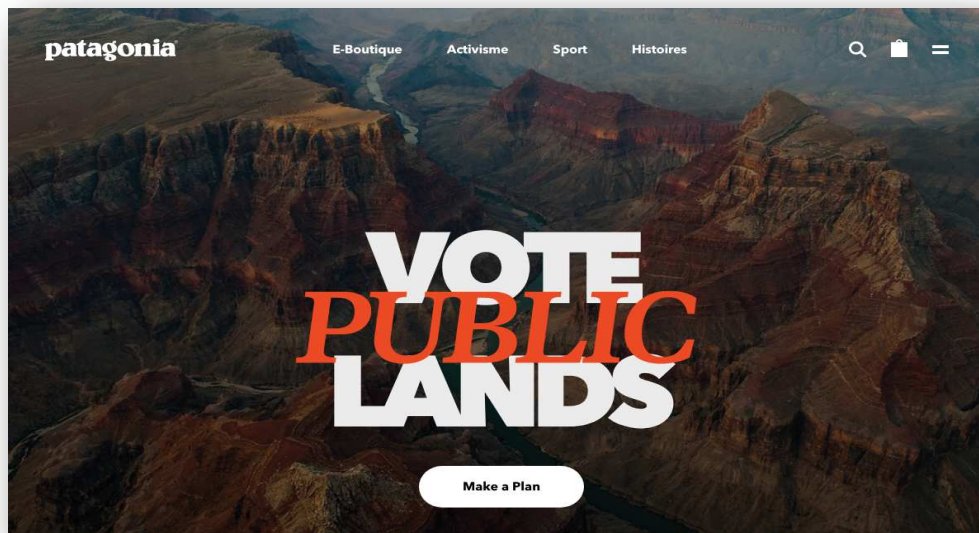 patagonia
E-Boutique Activisme Sport Histoires
VOTE
PUBLIC
LANDS
Make a Plan